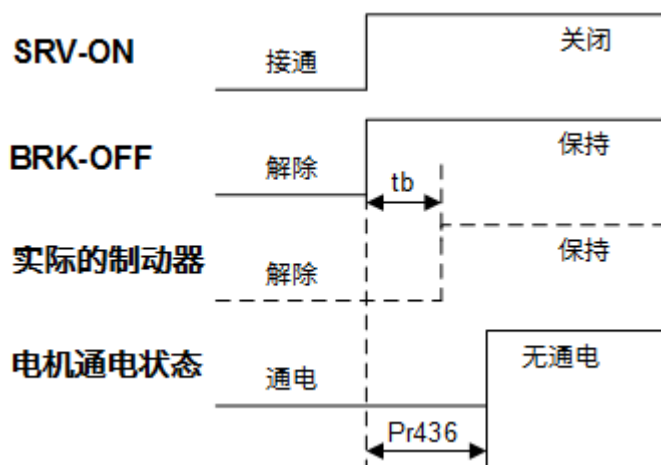 SRV-ON 接通 关闭
BRK-OFF 解除 保持
tb
实际的制动器 解除 保持
电机通电状态 通电 无通电
Pr436